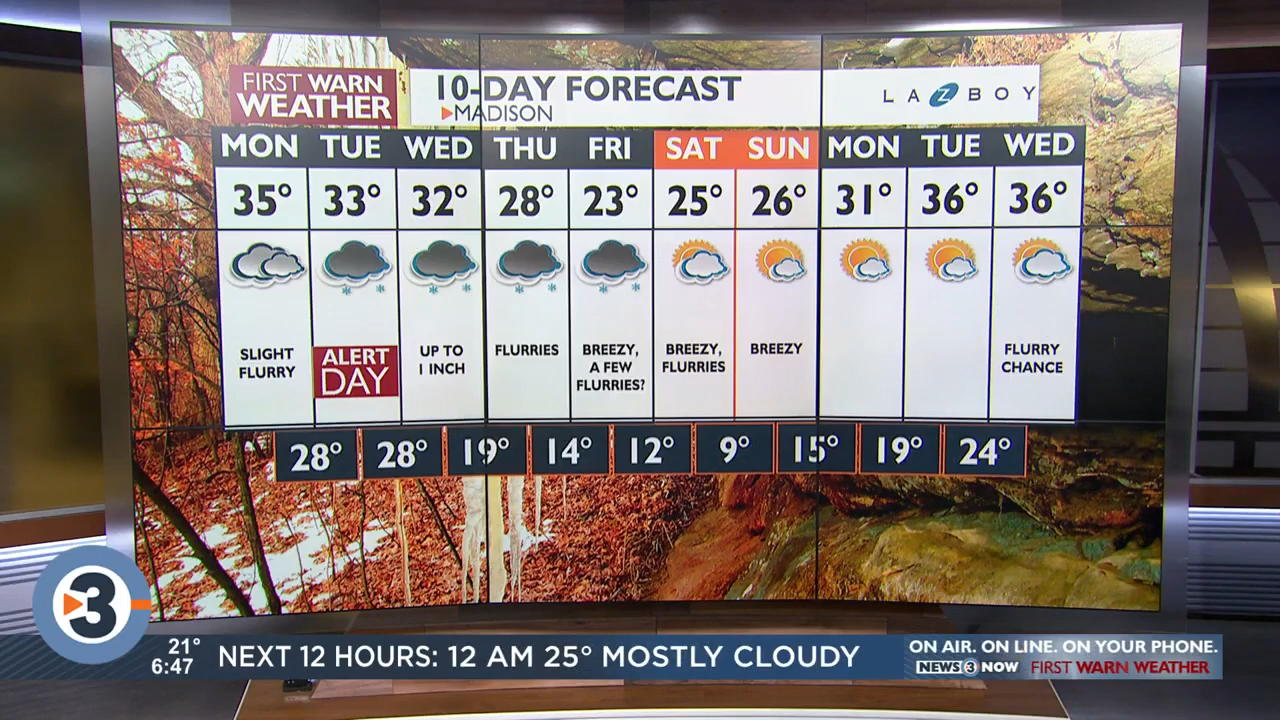 FIRST WARN
WEATHER
10-DAY FORECAST
MADISON
LA Z BOY
MON TUE WED THU FRI SAT SUN MON TUE WED
35° 33° 32° 28° 23° 25° 26° 31° 36° 36°
SLIGHT
FLURRY
ALERT
DAY
UP TO
1 INCH
FLURRIES
BREEZY,
A FEW
FLURRIES?
BREEZY,
FLURRIES
BREEZY
FLURRY
CHANCE
28° 28° 19° 14° 12° 9° 15° 19° 24°
3
21°
6:47
NEXT 12 HOURS: 12 AM 25° MOSTLY CLOUDY
ON AIR. ON LINE. ON YOUR PHONE.
NEWS 3 NOW FIRST WARN WEATHER